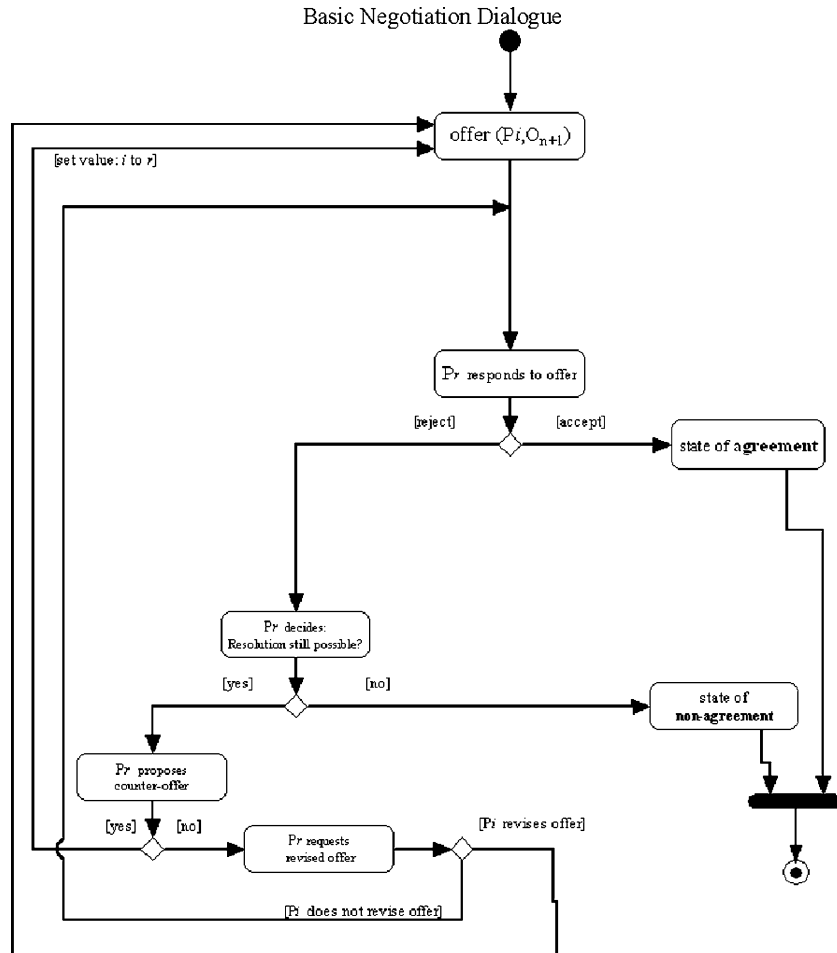 Basic Negotiation Dialogue
offer (Pi,On+1)
[set value: i to r]
Pr responds to offer
[reject]
[accept]
state of agreement
Pr decides:
Resolution still possible?
[yes]
[no]
state of
non-agreement
Pr proposes
counter-offer
[yes]
[no]
Pr requests
revised offer
[Pi revises offer]
[Pi does not revise offer]